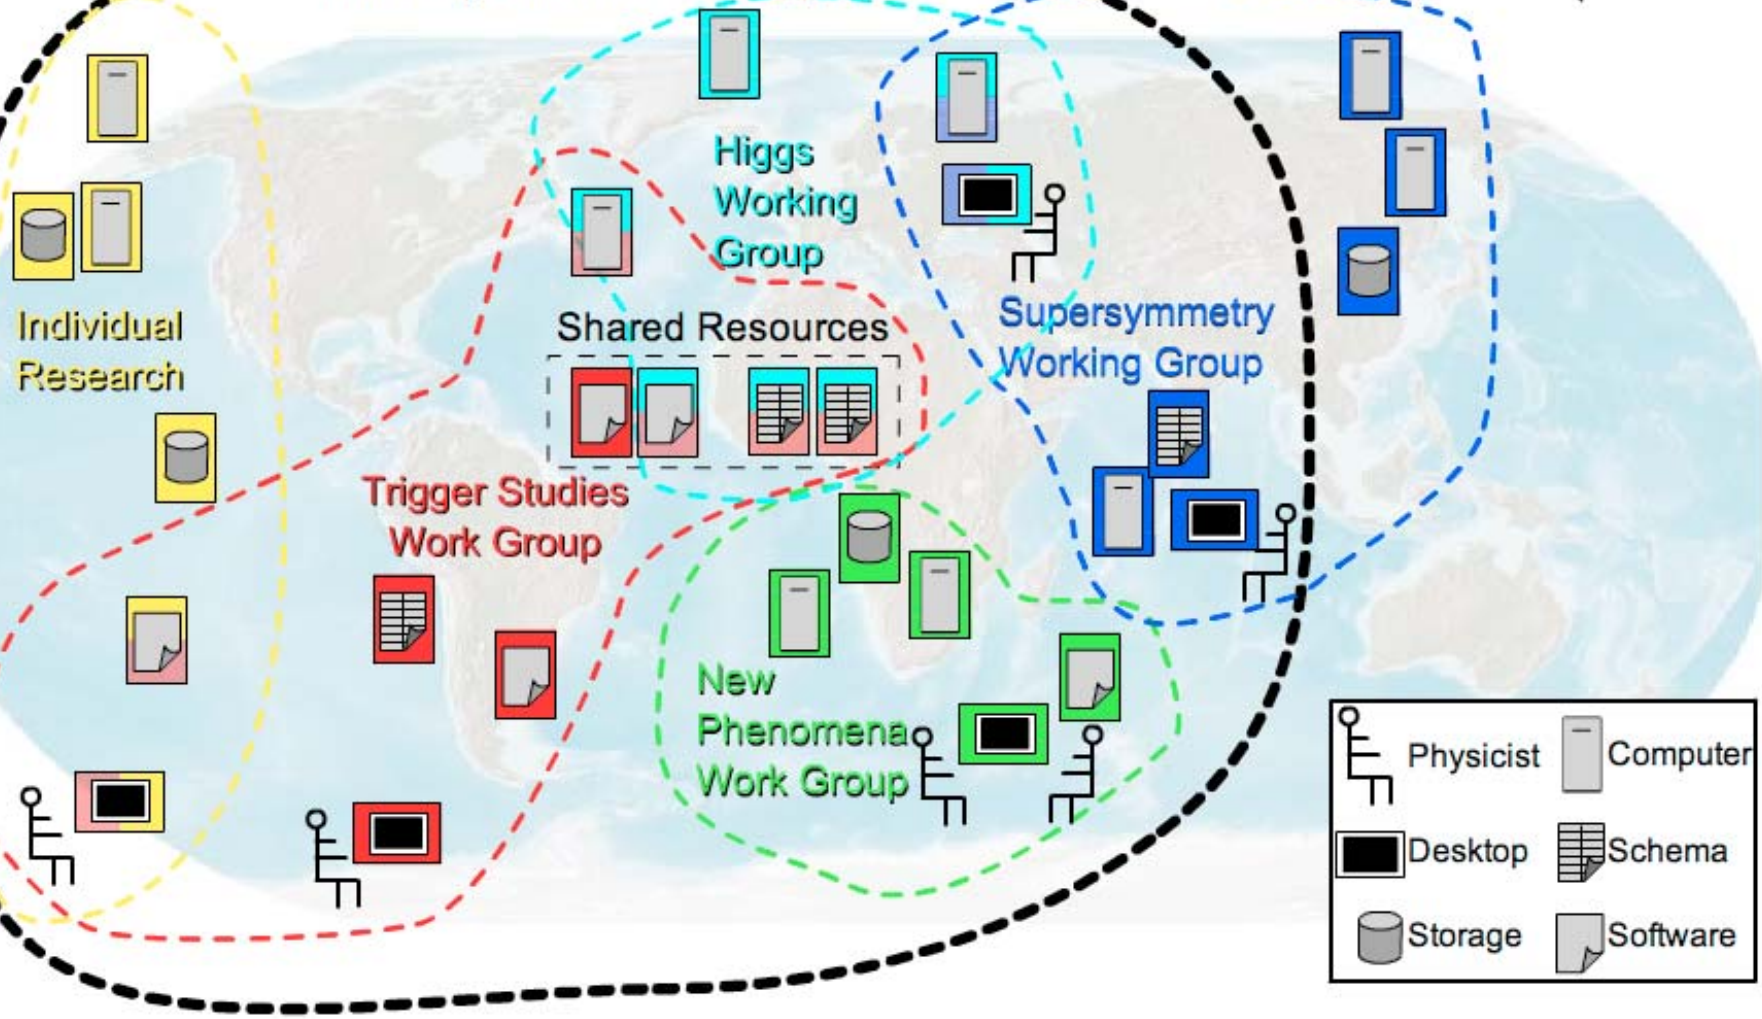 Higgs
Working
Group
Individual
Research
Shared Resources
Supersymmetry
Working Group
Trigger Studies
Work Group
New
Phenomena
Work Group
Physicist
Computer
Desktop
Schema
Storage
Software